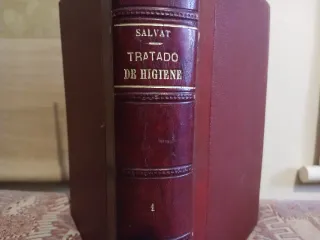 SALVAT
TRATADO
DE HIGIENE
1